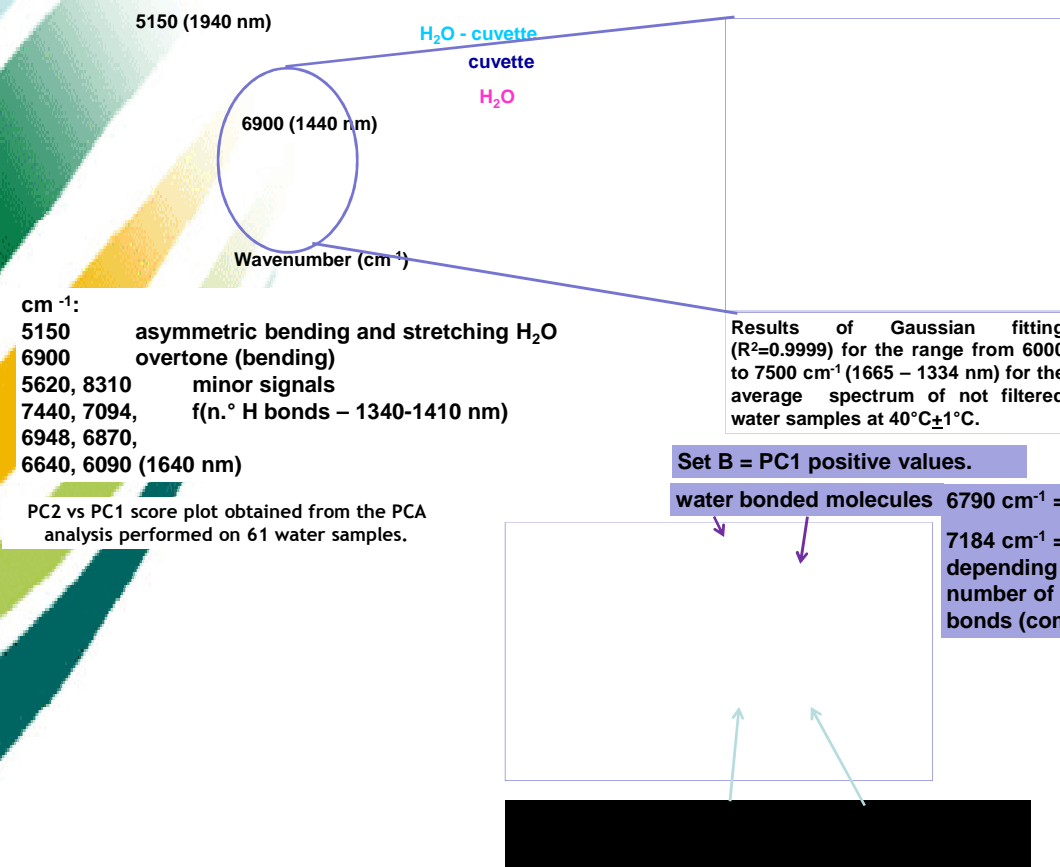 5150 (1940 nm)
H₂O - cuvette
cuvette
H₂O
6900 (1440 nm)
Wavenumber (cm⁻¹)
cm ⁻¹:
5150 asymmetric bending and stretching H₂O
6900 overtone (bending)
5620, 8310 minor signals
7440, 7094, f(n.° H bonds – 1340-1410 nm)
6948, 6870,
6640, 6090 (1640 nm)
PC2 vs PC1 score plot obtained from the PCA
analysis performed on 61 water samples.
Results of Gaussian fitting
(R²=0.9999) for the range from 6000
to 7500 cm⁻¹ (1665 – 1334 nm) for the
average spectrum of not filtered
water samples at 40°C±1°C.
Set B = PC1 positive values.
water bonded molecules
6790 cm⁻¹ =
7184 cm⁻¹ =
depending
number of
bonds